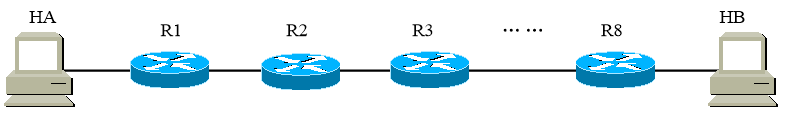 HA R1 R2 R3 … … R8 HB